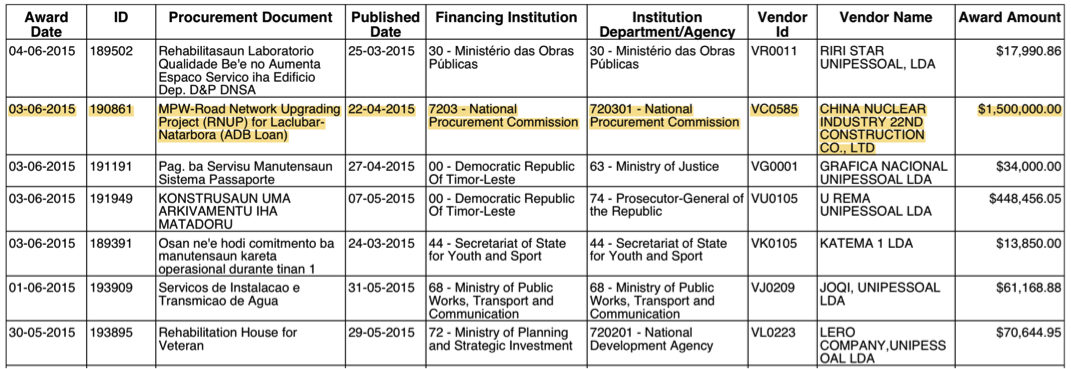 Award Date ID Procurement Document Published Date Financing Institution Institution Department/Agency Vendor Id Vendor Name Award Amount
04-06-2015 189502 Rehabilitasaun Laboratorio 25-03-2015 30 - Ministério das Obras 30 - Ministério das Obras VR0011 RIRI STAR $17,990.86
Qualidade Be'e no Aumenta Públicas Públicas UNIPESSOAL, LDA
Espaco Servico iha Edificio
Dep. D&P DNSA
03-06-2015 190861 MPW-Road Network Upgrading 22-04-2015 7203 - National 720301 - National VC0585 CHINA NUCLEAR $1,500,000.00
Project (RNUP) for Laclubar- Procurement Commission Procurement Commission INDUSTRY 22ND
Natarbora (ADB Loan) CONSTRUCTION
CO., LTD
03-06-2015 191191 Pag. ba Servisu Manutensaun 27-04-2015 00 - Democratic Republic 63 - Ministry of Justice VG0001 GRAFICA NACIONAL $34,000.00
Sistema Passaporte Of Timor-Leste UNIPESSOAL LDA
03-06-2015 191949 KONSTRUSAUN UMA 07-05-2015 00 - Democratic Republic 74 - Prosecutor-General of VU0105 U REMA $448,456.05
ARKIVAMENTU IHA Of Timor-Leste the Republic UNIPESSOAL LDA
MATADORU
03-06-2015 189391 Osan ne'e hodi comitmento ba 24-03-2015 44 - Secretariat of State 44 - Secretariat of State VK0105 KATEMA 1 LDA $13,850.00
manutensaun kareta for Youth and Sport for Youth and Sport
operasional durante tinan 1
01-06-2015 193909 Servicos de Instalacao e 31-05-2015 68 - Ministry of Public 68 - Ministry of Public VJ0209 JOQI, UNIPESSOAL $61,168.88
Transmicao de Agua Works, Transport and Works, Transport and LDA
Communication Communication
30-05-2015 193895 Rehabilitation House for 29-05-2015 72 - Ministry of Planning 720201 - National VL0223 LERO $70,644.95
Veteran and Strategic Investment Development Agency COMPANY,UNIPESS
OAL LDA